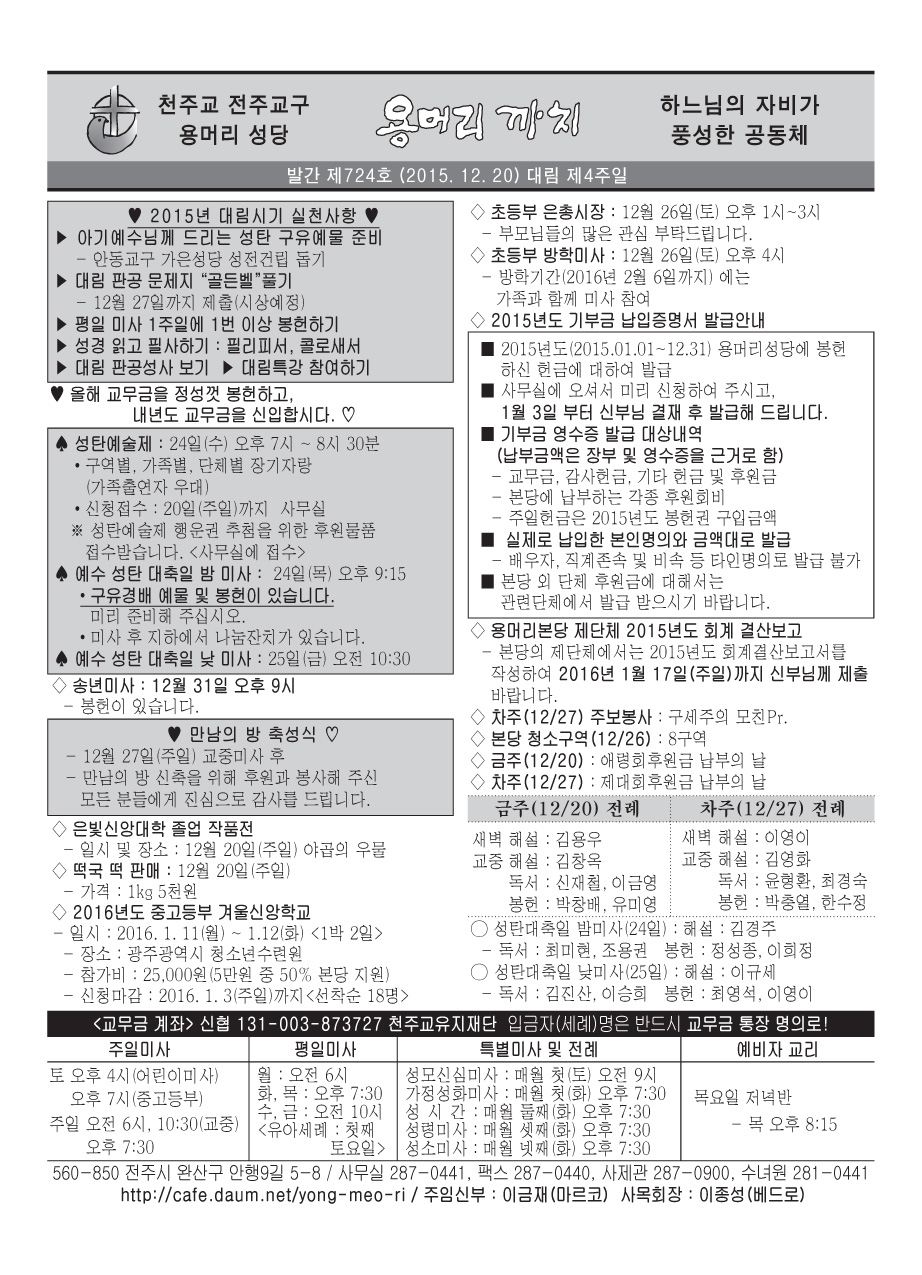 천주교 전주교구
용머리 성당
용머리 까치
하느님의 자비가
풍성한 공동체
발간 제724호 (2015. 12. 20) 대림 제4주일
♥ 2015년 대림시기 실천사항 ♥
▶ 아기예수님께 드리는 성탄 구유예물 준비
- 안동교구 가은성당 성전건립 돕기
▶ 대림 판공 문제지 “골든벨”풀기
- 12월 27일까지 제출(시상예정)
▶ 평일 미사 1주일에 1번 이상 봉헌하기
▶ 성경 읽고 필사하기 : 필리피서, 콜로새서
▶ 대림 판공성사 보기 ▶ 대림특강 참여하기
♥ 올해 교무금을 정성껏 봉헌하고,
내년도 교무금을 신입합시다. ♡
♠ 성탄예술제 : 24일(수) 오후 7시 ~ 8시 30분
• 구역별, 가족별, 단체별 장기자랑
(가족출연자 우대)
• 신청접수 : 20일(주일)까지 사무실
※ 성탄예술제 행운권 추첨을 위한 후원물품
접수받습니다. <사무실에 접수>
♠ 예수 성탄 대축일 밤 미사 : 24일(목) 오후 9:15
• 구유경배 예물 및 봉헌이 있습니다.
미리 준비해 주십시오.
• 미사 후 지하에서 나눔잔치가 있습니다.
♠ 예수 성탄 대축일 낮 미사 : 25일(금) 오전 10:30
◇ 송년미사 : 12월 31일 오후 9시
- 봉헌이 있습니다.
♥ 만남의 방 축성식 ♡
- 12월 27일(주일) 교중미사 후
- 만남의 방 신축을 위해 후원과 봉사해 주신
모든 분들에게 진심으로 감사를 드립니다.
◇ 은빛신앙대학 졸업 작품전
- 일시 및 장소 : 12월 20일(주일) 야곱의 우물
◇ 떡국 떡 판매 : 12월 20일(주일)
- 가격 : 1kg 5천원
◇ 2016년도 중고등부 겨울신앙학교
- 일시 : 2016. 1. 11(월) ~ 1.12(화) <1박 2일>
- 장소 : 광주광역시 청소년수련원
- 참가비 : 25,000원(5만원 중 50% 본당 지원)
- 신청마감 : 2016. 1. 3(주일)까지<선착순 18명>
◇ 초등부 은총시장 : 12월 26일(토) 오후 1시~3시
- 부모님들의 많은 관심 부탁드립니다.
◇ 초등부 방학미사 : 12월 26일(토) 오후 4시
- 방학기간(2016년 2월 6일까지) 에는
가족과 함께 미사 참여
◇ 2015년도 기부금 납입증명서 발급안내
■ 2015년도(2015.01.01~12.31) 용머리성당에 봉헌
하신 헌금에 대하여 발급
■ 사무실에 오셔서 미리 신청하여 주시고,
1월 3일 부터 신부님 결재 후 발급해 드립니다.
■ 기부금 영수증 발급 대상내역
(납부금액은 장부 및 영수증을 근거로 함)
- 교무금, 감사헌금, 기타 헌금 및 후원금
- 본당에 납부하는 각종 후원회비
- 주일헌금은 2015년도 봉헌권 구입금액
■ 실제로 납입한 본인명의와 금액대로 발급
- 배우자, 직계존속 및 비속 등 타인명의로 발급 불가
■ 본당 외 단체 후원금에 대해서는
관련단체에서 발급 받으시기 바랍니다.
◇ 용머리본당 제단체 2015년도 회계 결산보고
- 본당의 제단체에서는 2015년도 회계결산보고서를
작성하여 2016년 1월 17일(주일)까지 신부님께 제출
바랍니다.
◇ 차주(12/27) 주보봉사 : 구세주의 모친Pr.
◇ 본당 청소구역(12/26) : 8구역
◇ 금주(12/20) : 애령회후원금 납부의 날
◇ 차주(12/27) : 제대회후원금 납부의 날
금주(12/20) 전례 차주(12/27) 전례
새벽 해설 : 김용우 새벽 해설 : 이영이
교중 해설 : 김창옥 교중 해설 : 김영화
독서 : 신재철, 이금영 독서 : 윤형환, 최경숙
봉헌 : 박창배, 유미영 봉헌 : 박충열, 한수정
○ 성탄대축일 밤미사(24일) : 해설 : 김경주
- 독서 : 최미현, 조용권 봉헌 : 정성종, 이희정
○ 성탄대축일 낮미사(25일) : 해설 : 이규세
- 독서 : 김진산, 이승희 봉헌 : 최영석, 이영이
<교무금 계좌> 신협 131-003-873727 천주교유지재단 입금자(세례)명은 반드시 교무금 통장 명의로!
주일미사 평일미사 특별미사 및 전례 예비자 교리
토 오후 4시(어린이미사)
오후 7시(중고등부)
주일 오전 6시, 10:30(교중)
오후 7:30
월 : 오전 6시
화, 목 : 오후 7:30
수, 금 : 오전 10시
<유아세례 : 첫째
토요일>
성모신심미사 : 매월 첫(토) 오전 9시
가정성화미사 : 매월 첫(화) 오후 7:30
성 시 간 : 매월 둘째(화) 오후 7:30
성령미사 : 매월 셋째(화) 오후 7:30
성소미사 : 매월 넷째(화) 오후 7:30
목요일 저녁반
- 목 오후 8:15
560-850 전주시 완산구 안행9길 5-8 / 사무실 287-0441, 팩스 287-0440, 사제관 287-0900, 수녀원 281-0441
http://cafe.daum.net/yong-meo-ri / 주임신부 : 이금재(마르코) 사목회장 : 이종성(베드로)